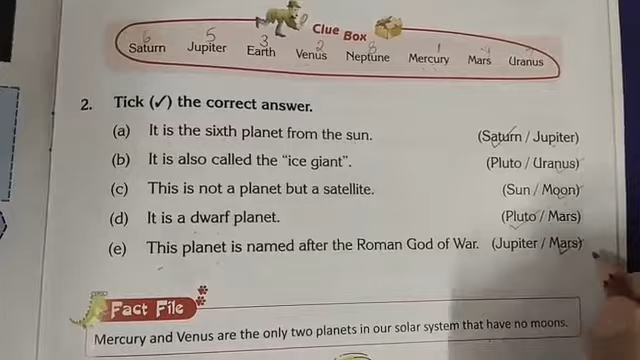 Clue Box
6 5 3 2 8 1 4 7
Saturn Jupiter Earth Venus Neptune Mercury Mars Uranus
2. Tick (✓) the correct answer.
(a) It is the sixth planet from the sun. (Saturn / Jupiter)
(b) It is also called the “ice giant”. (Pluto / Uranus)
(c) This is not a planet but a satellite. (Sun / Moon)
(d) It is a dwarf planet. (Pluto / Mars)
(e) This planet is named after the Roman God of War. (Jupiter / Mars)
Fact File
Mercury and Venus are the only two planets in our solar system that have no moons.